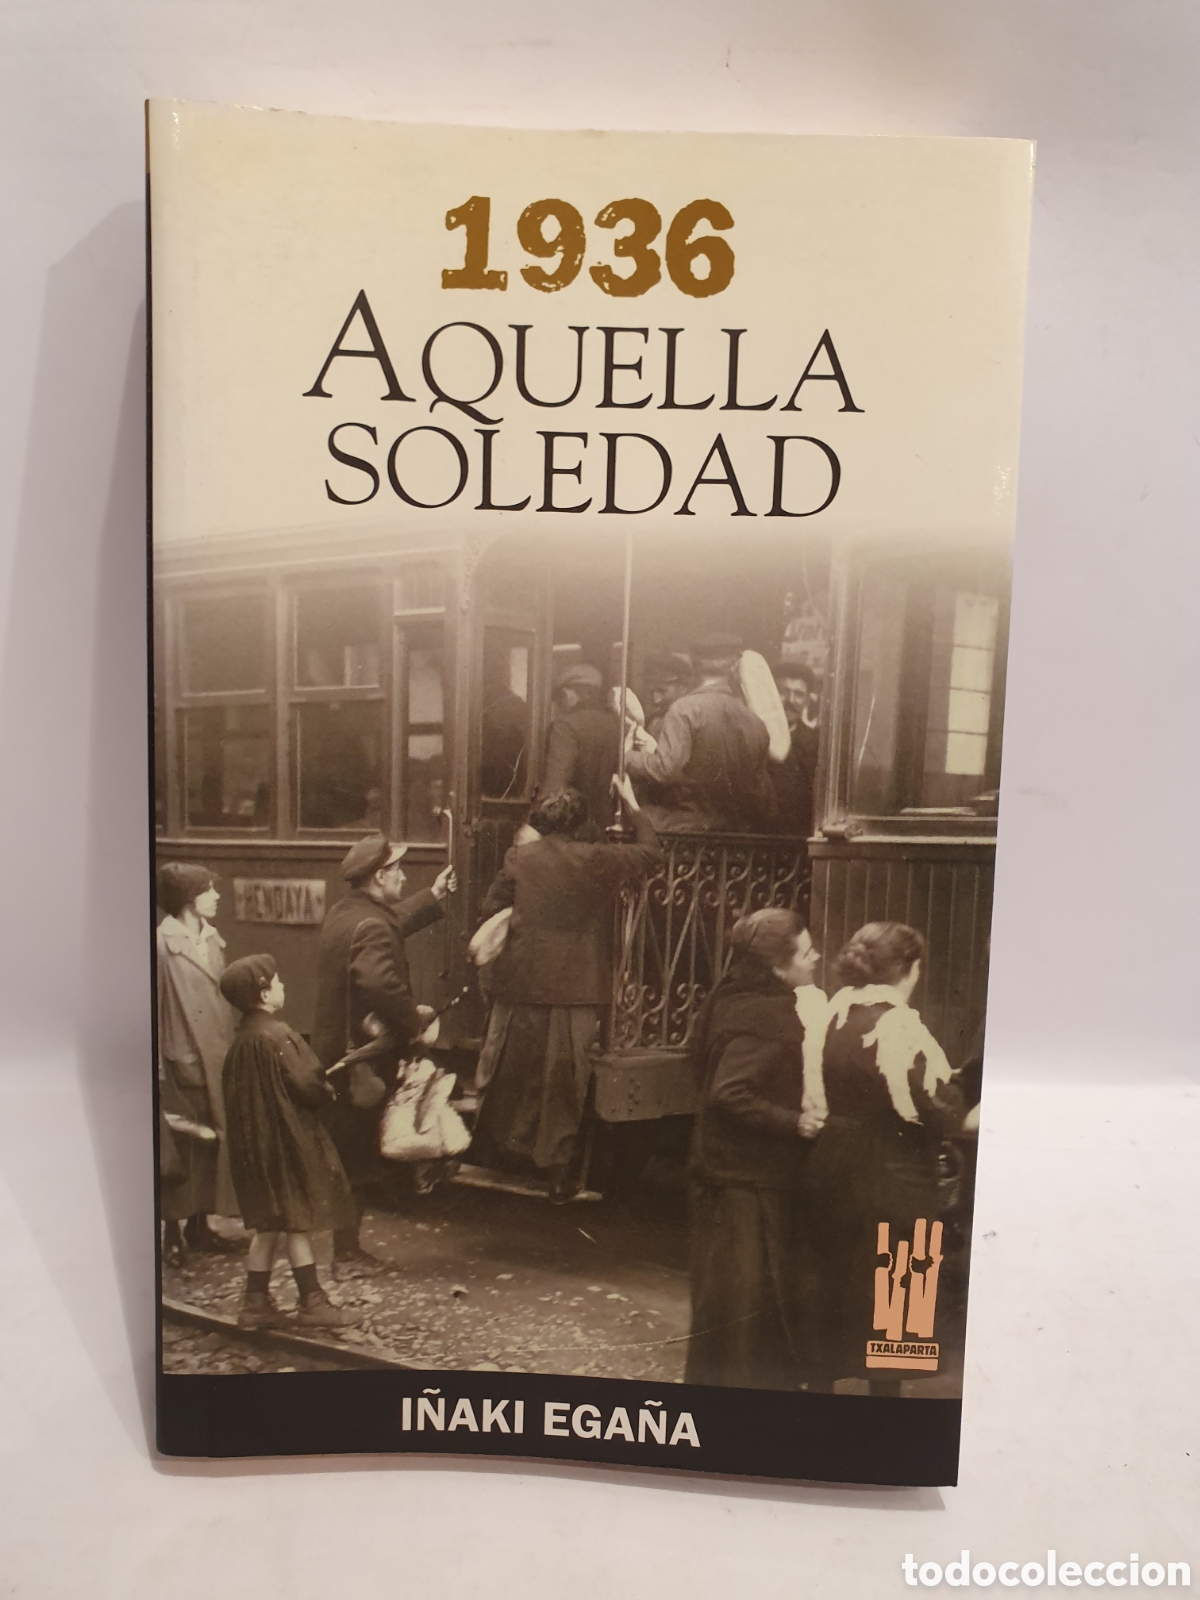 1936
AQUELLA
SOLEDAD
HENDAYA
TXALAPARTA
IÑAKI EGAÑA
todocoleccion